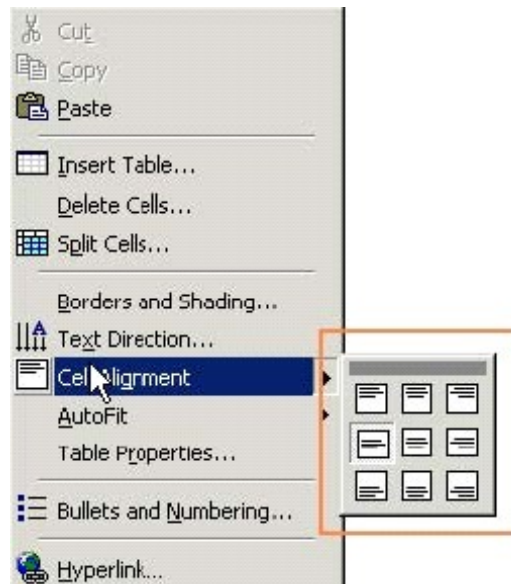 Cut
Copy
Paste
Insert Table...
Delete Cells...
Split Cells...
Borders and Shading...
Text Direction...
Cell Alignment
AutoFit
Table Properties...
Bullets and Numbering...
Hyperlink...